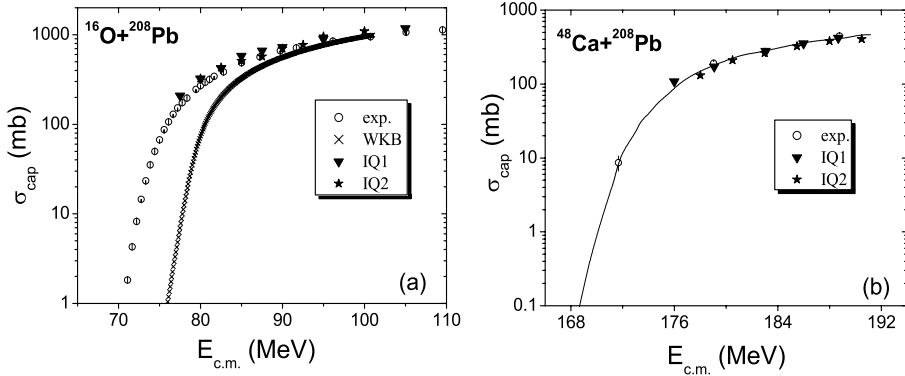 ¹⁶O+²⁰⁸Pb
1000
100
10
1
σcap (mb)
exp.
WKB
IQ1
IQ2
(a)
70 80 90 100 110
Ec.m. (MeV)
⁴⁸Ca+²⁰⁸Pb
1000
100
10
1
0.1
σcap (mb)
exp.
IQ1
IQ2
(b)
168 176 184 192
Ec.m. (MeV)